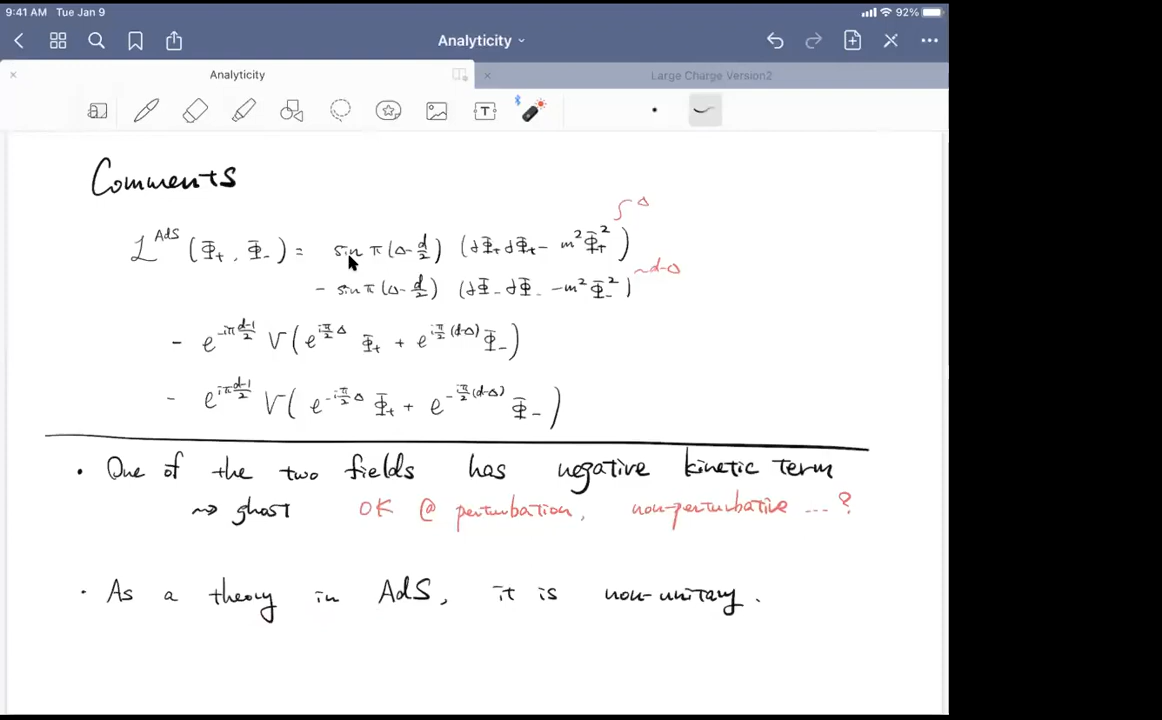 9:41 AM Tue Jan 9
92%
Analyticity
Analyticity
Large Charge Version2
Comments
ℒ^AdS (Φ₊, Φ₋) = sin π(Δ-d/2) (∂Φ₊∂Φ₊ - m²Φ₊²) ∫Δ
- sin π(Δ-d/2) (∂Φ₋∂Φ₋ - m²Φ₋²) ~d-Δ
- e^{-iπ(d-1)/2} V(e^{iπ/2 Δ} Φ₊ + e^{iπ/2 (d-Δ)} Φ₋)
- e^{iπ(d-1)/2} V(e^{-iπ/2 Δ} Φ₊ + e^{-iπ/2 (d-Δ)} Φ₋)
· One of the two fields has negative kinetic term
⇝ ghost OK @ perturbation, non-perturbative ... ?
· As a theory in AdS, it is non-unitary.